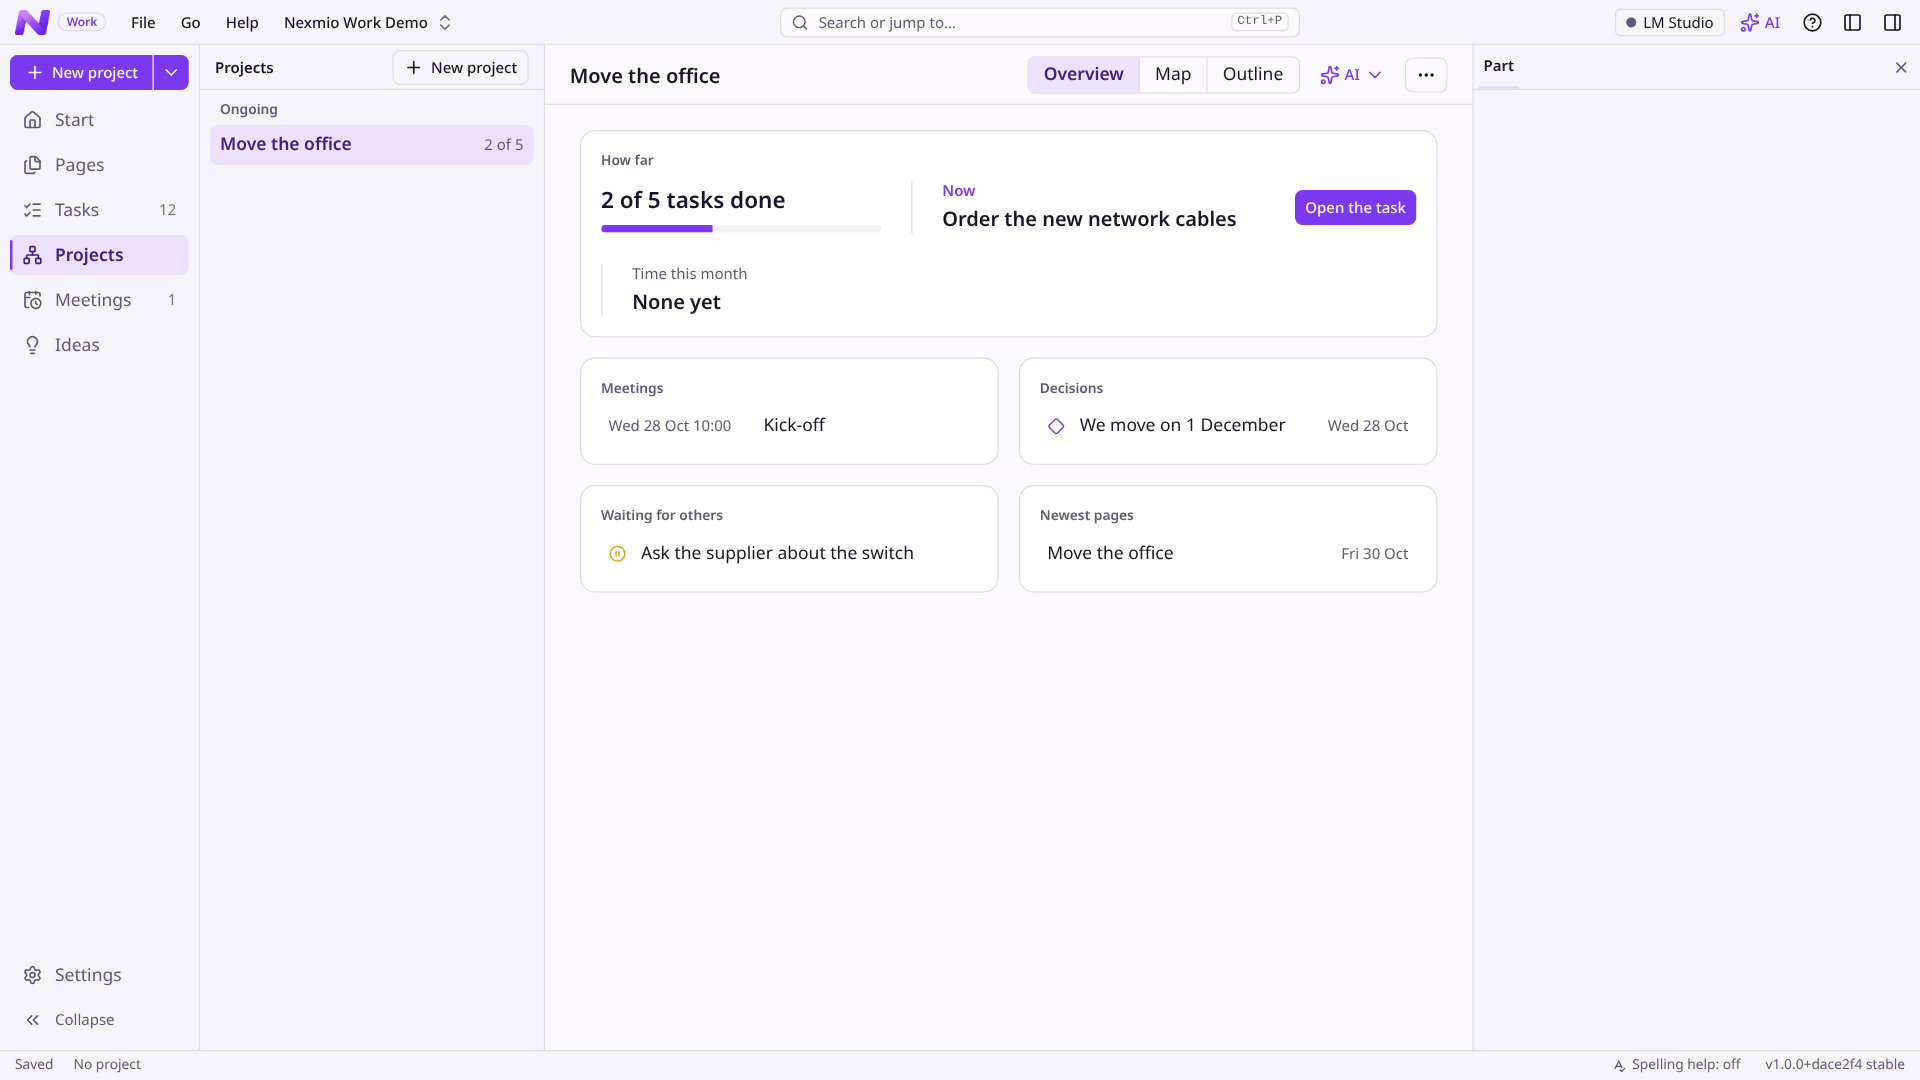 Work
File
Go
Help
Nexmio Work Demo
Search or jump to...
Ctrl+P
LM Studio
AI
New project
Start
Pages
Tasks 12
Projects
Meetings 1
Ideas
Settings
Collapse
Projects
New project
Ongoing
Move the office 2 of 5
Move the office
Overview
Map
Outline
AI
How far
2 of 5 tasks done
Now
Order the new network cables
Open the task
Time this month
None yet
Meetings
Wed 28 Oct 10:00 Kick-off
Decisions
We move on 1 December Wed 28 Oct
Waiting for others
Ask the supplier about the switch
Newest pages
Move the office Fri 30 Oct
Part
Saved
No project
Spelling help: off
v1.0.0+dace2f4 stable